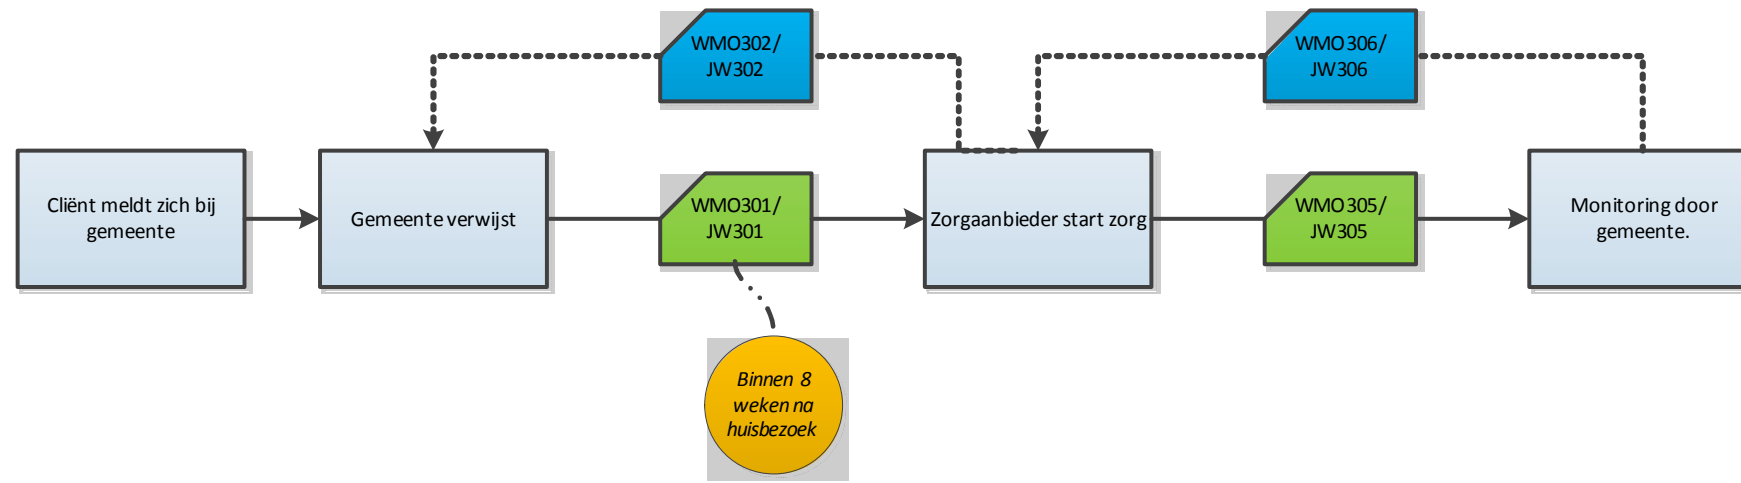 WMO302/
JW302
WMO306/
JW306
Cliënt meldt zich bij
gemeente
Gemeente verwijst
WMO301/
JW301
Zorgaanbieder start zorg
WMO305/
JW305
Monitoring door
gemeente.
Binnen 8
weken na
huisbezoek